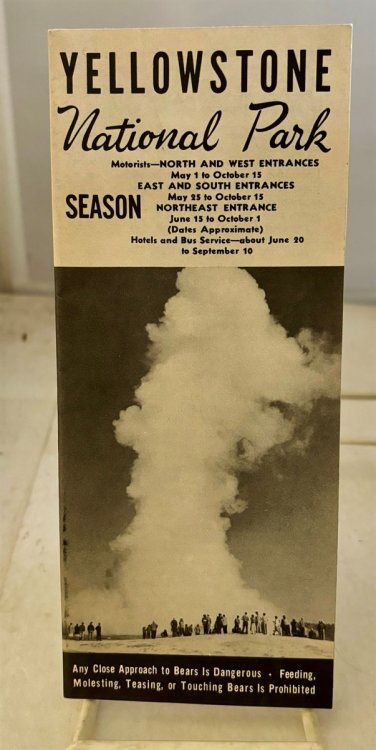 YELLOWSTONE
National Park
Motorists—NORTH AND WEST ENTRANCES
May 1 to October 15
EAST AND SOUTH ENTRANCES
May 25 to October 15
SEASON NORTHEAST ENTRANCE
June 15 to October 1
(Dates Approximate)
Hotels and Bus Service—about June 20
to September 10
Any Close Approach to Bears Is Dangerous • Feeding,
Molesting, Teasing, or Touching Bears Is Prohibited